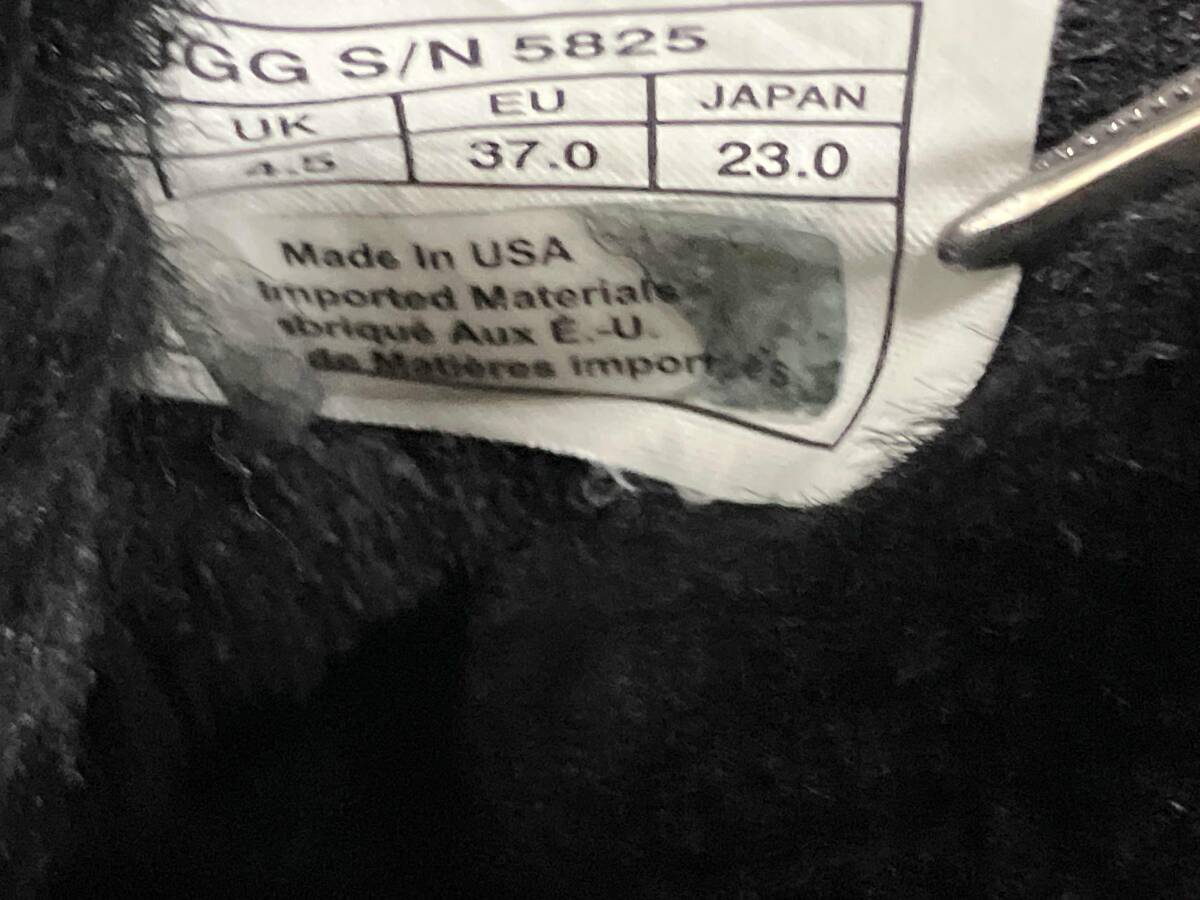 UGG S/N 5825
UK EU JAPAN
4.5 37.0 23.0
Made In USA
Imported Materials
abriqué Aux É.-U.
de Matières Importées